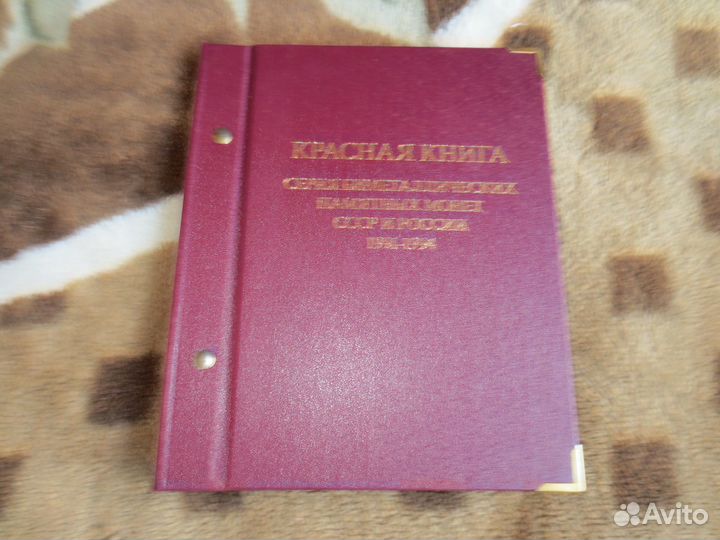 КРАСНАЯ КНИГА
СЕРИЯ БИМЕТАЛЛИЧЕСКИХ
ПАМЯТНЫХ МОНЕТ
СССР И РОССИИ
1991-1994
Avito